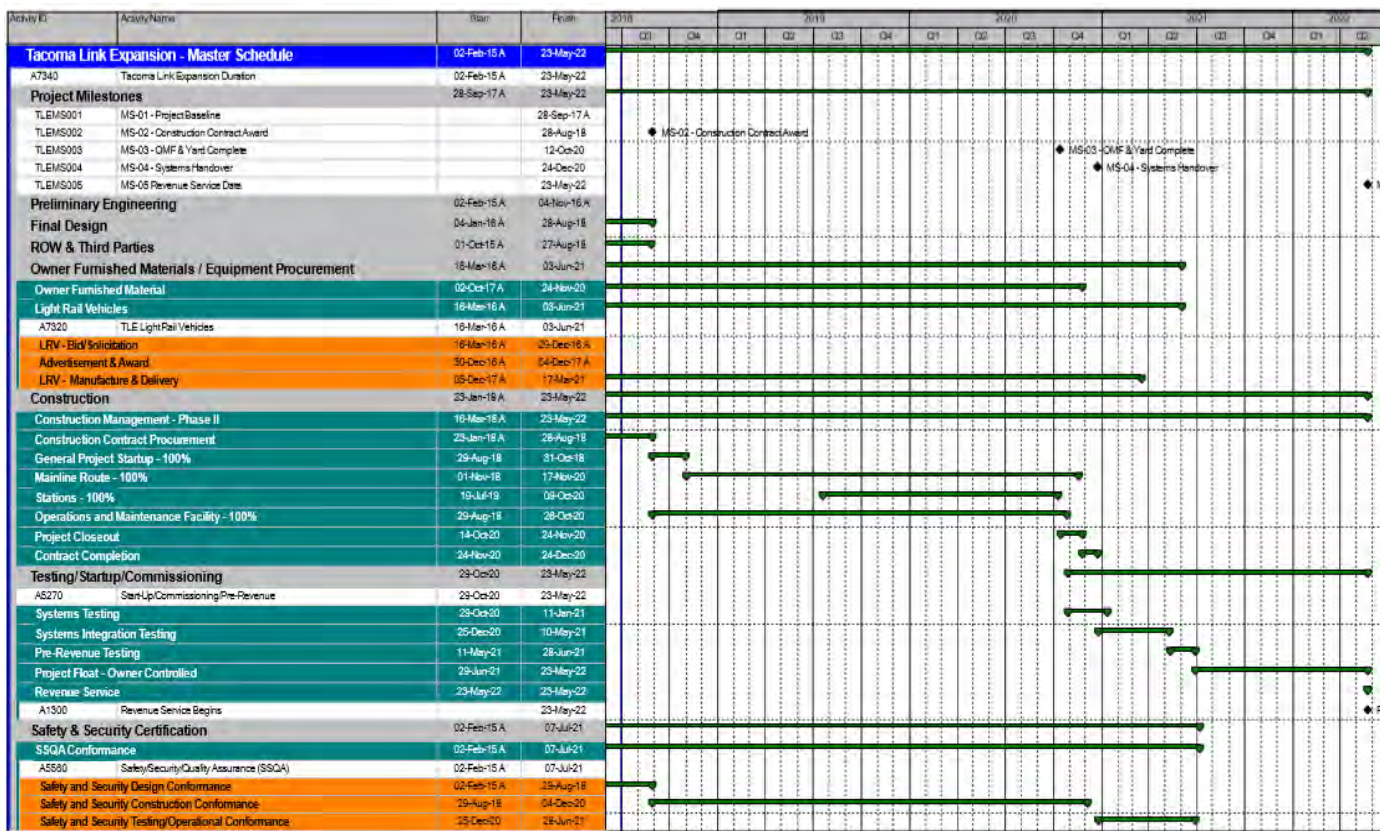 Activity ID Activity Name Start Finish 2018 2019 2020 2021 2022
Q3 Q4 Q1 Q2 Q3 Q4 Q1 Q2 Q3 Q4 Q1 Q2 Q3 Q4 Q1 Q2
Tacoma Link Expansion - Master Schedule 02-Feb-15 A 23-May-22
A7340 Tacoma Link Expansion Duration 02-Feb-15 A 23-May-22
Project Milestones 28-Sep-17 A 23-May-22
TLEMS001 MS-01 - Project Baseline 28-Sep-17 A
TLEMS002 MS-02 - Construction Contract Award 28-Aug-18 MS-02 - Construction Contract Award
TLEMS003 MS-03 - OMF & Yard Complete 12-Oct-20 MS-03 - OMF & Yard Complete
TLEMS004 MS-04 - Systems Handover 24-Dec-20 MS-04 - Systems Handover
TLEMS005 MS-05 Revenue Service Date 23-May-22
Preliminary Engineering 02-Feb-15 A 04-Nov-16 A
Final Design 04-Jan-16 A 28-Aug-18
ROW & Third Parties 01-Oct-15 A 27-Aug-18
Owner Furnished Materials / Equipment Procurement 16-Mar-16 A 03-Jun-21
Owner Furnished Material 02-Oct-17 A 24-Nov-20
Light Rail Vehicles 16-Mar-16 A 03-Jun-21
A7320 TLE Light Rail Vehicles 16-Mar-16 A 03-Jun-21
LRV - Bid/Solicitation 16-Mar-16 A 29-Dec-16 A
Advertisement & Award 30-Dec-16 A 04-Dec-17 A
LRV - Manufacture & Delivery 05-Dec-17 A 17-Mar-21
Construction 23-Jan-18 A 23-May-22
Construction Management - Phase II 16-Mar-18 A 23-May-22
Construction Contract Procurement 23-Jan-18 A 28-Aug-18
General Project Startup - 100% 29-Aug-18 31-Oct-18
Mainline Route - 100% 01-Nov-18 17-Nov-20
Stations - 100% 19-Jul-19 09-Oct-20
Operations and Maintenance Facility - 100% 29-Aug-18 28-Oct-20
Project Closeout 14-Oct-20 24-Nov-20
Contract Completion 24-Nov-20 24-Dec-20
Testing/Startup/Commissioning 29-Oct-20 23-May-22
A5270 Start-Up/Commissioning/Pre-Revenue 29-Oct-20 23-May-22
Systems Testing 29-Oct-20 11-Jan-21
Systems Integration Testing 25-Dec-20 10-May-21
Pre-Revenue Testing 11-May-21 28-Jun-21
Project Float - Owner Controlled 29-Jun-21 23-May-22
Revenue Service 23-May-22 23-May-22
A1300 Revenue Service Begins 23-May-22
Safety & Security Certification 02-Feb-15 A 07-Jul-21
SSQA Conformance 02-Feb-15 A 07-Jul-21
A5560 Safety/Security/Quality Assurance (SSQA) 02-Feb-15 A 07-Jul-21
Safety and Security Design Conformance 02-Feb-15 A 29-Aug-18
Safety and Security Construction Conformance 29-Aug-18 04-Dec-20
Safety and Security Testing/Operational Conformance 25-Dec-20 28-Jun-21